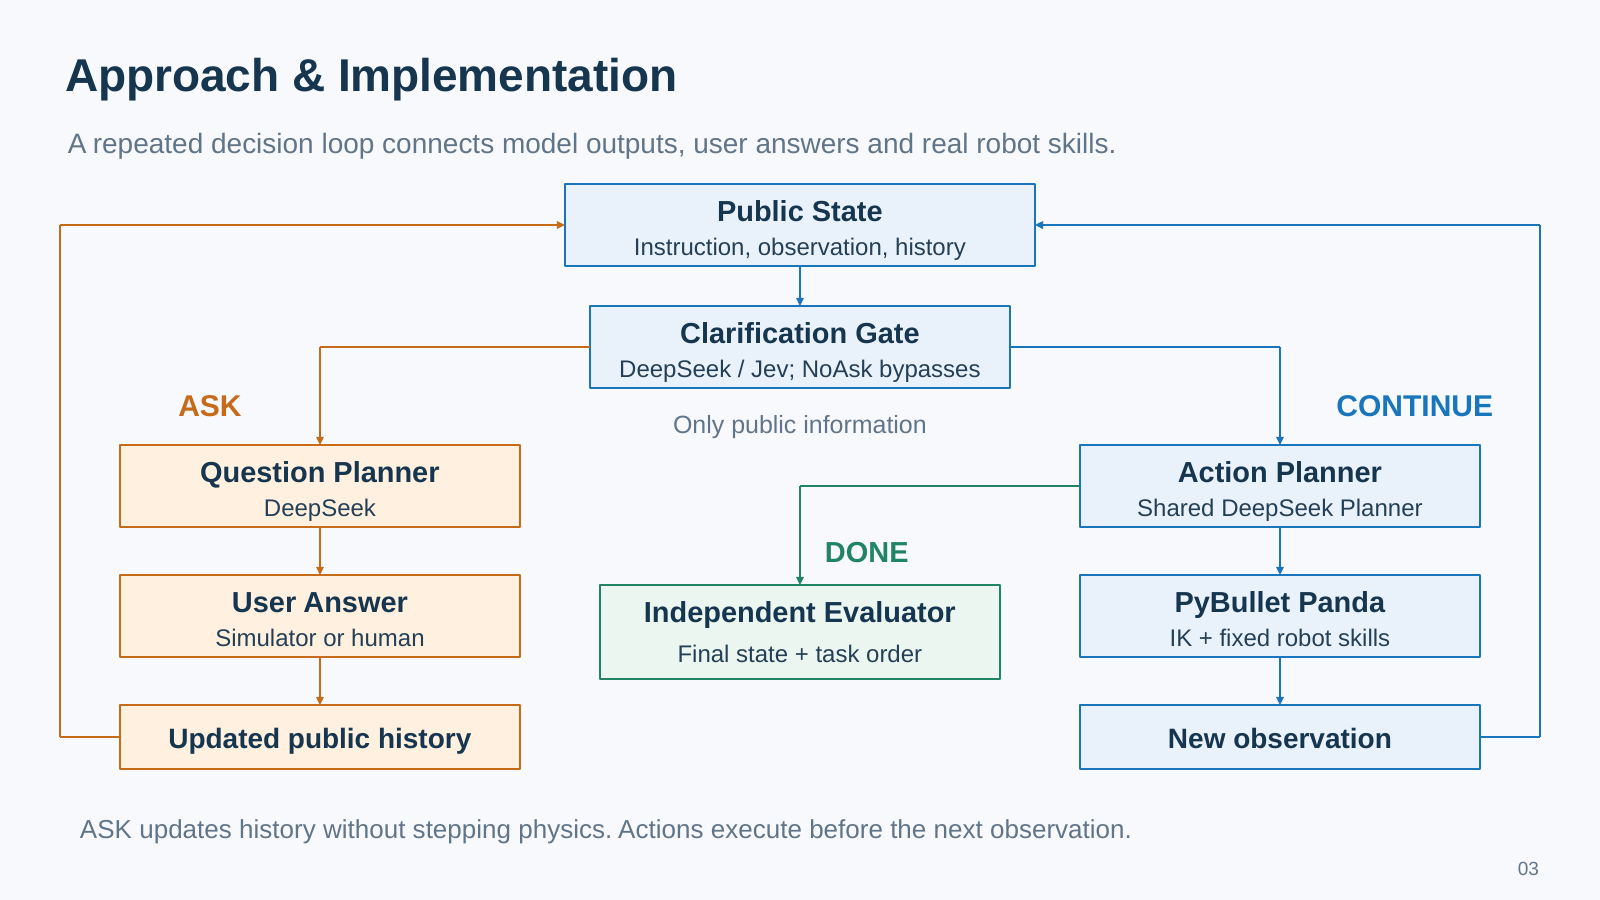 Approach & Implementation
A repeated decision loop connects model outputs, user answers and real robot skills.
Public State
Instruction, observation, history
Clarification Gate
DeepSeek / Jev; NoAsk bypasses
ASK
CONTINUE
Only public information
Question Planner
DeepSeek
Action Planner
Shared DeepSeek Planner
DONE
User Answer
Simulator or human
Independent Evaluator
Final state + task order
PyBullet Panda
IK + fixed robot skills
Updated public history
New observation
ASK updates history without stepping physics. Actions execute before the next observation.
03